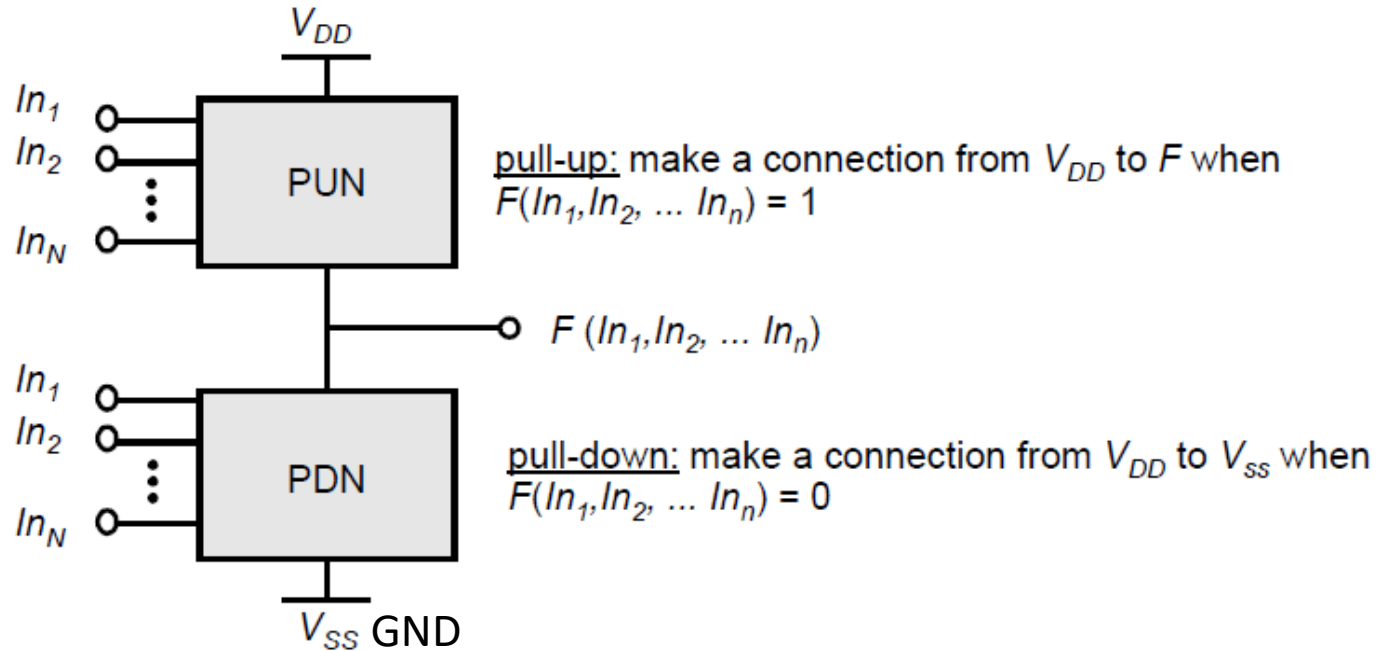 V_DD
In_1
In_2
In_N
PUN
pull-up: make a connection from V_DD to F when
F(In_1,In_2, ... In_n) = 1
F (In_1,In_2, ... In_n)
In_1
In_2
In_N
PDN
pull-down: make a connection from V_DD to V_ss when
F(In_1,In_2, ... In_n) = 0
V_SS GND